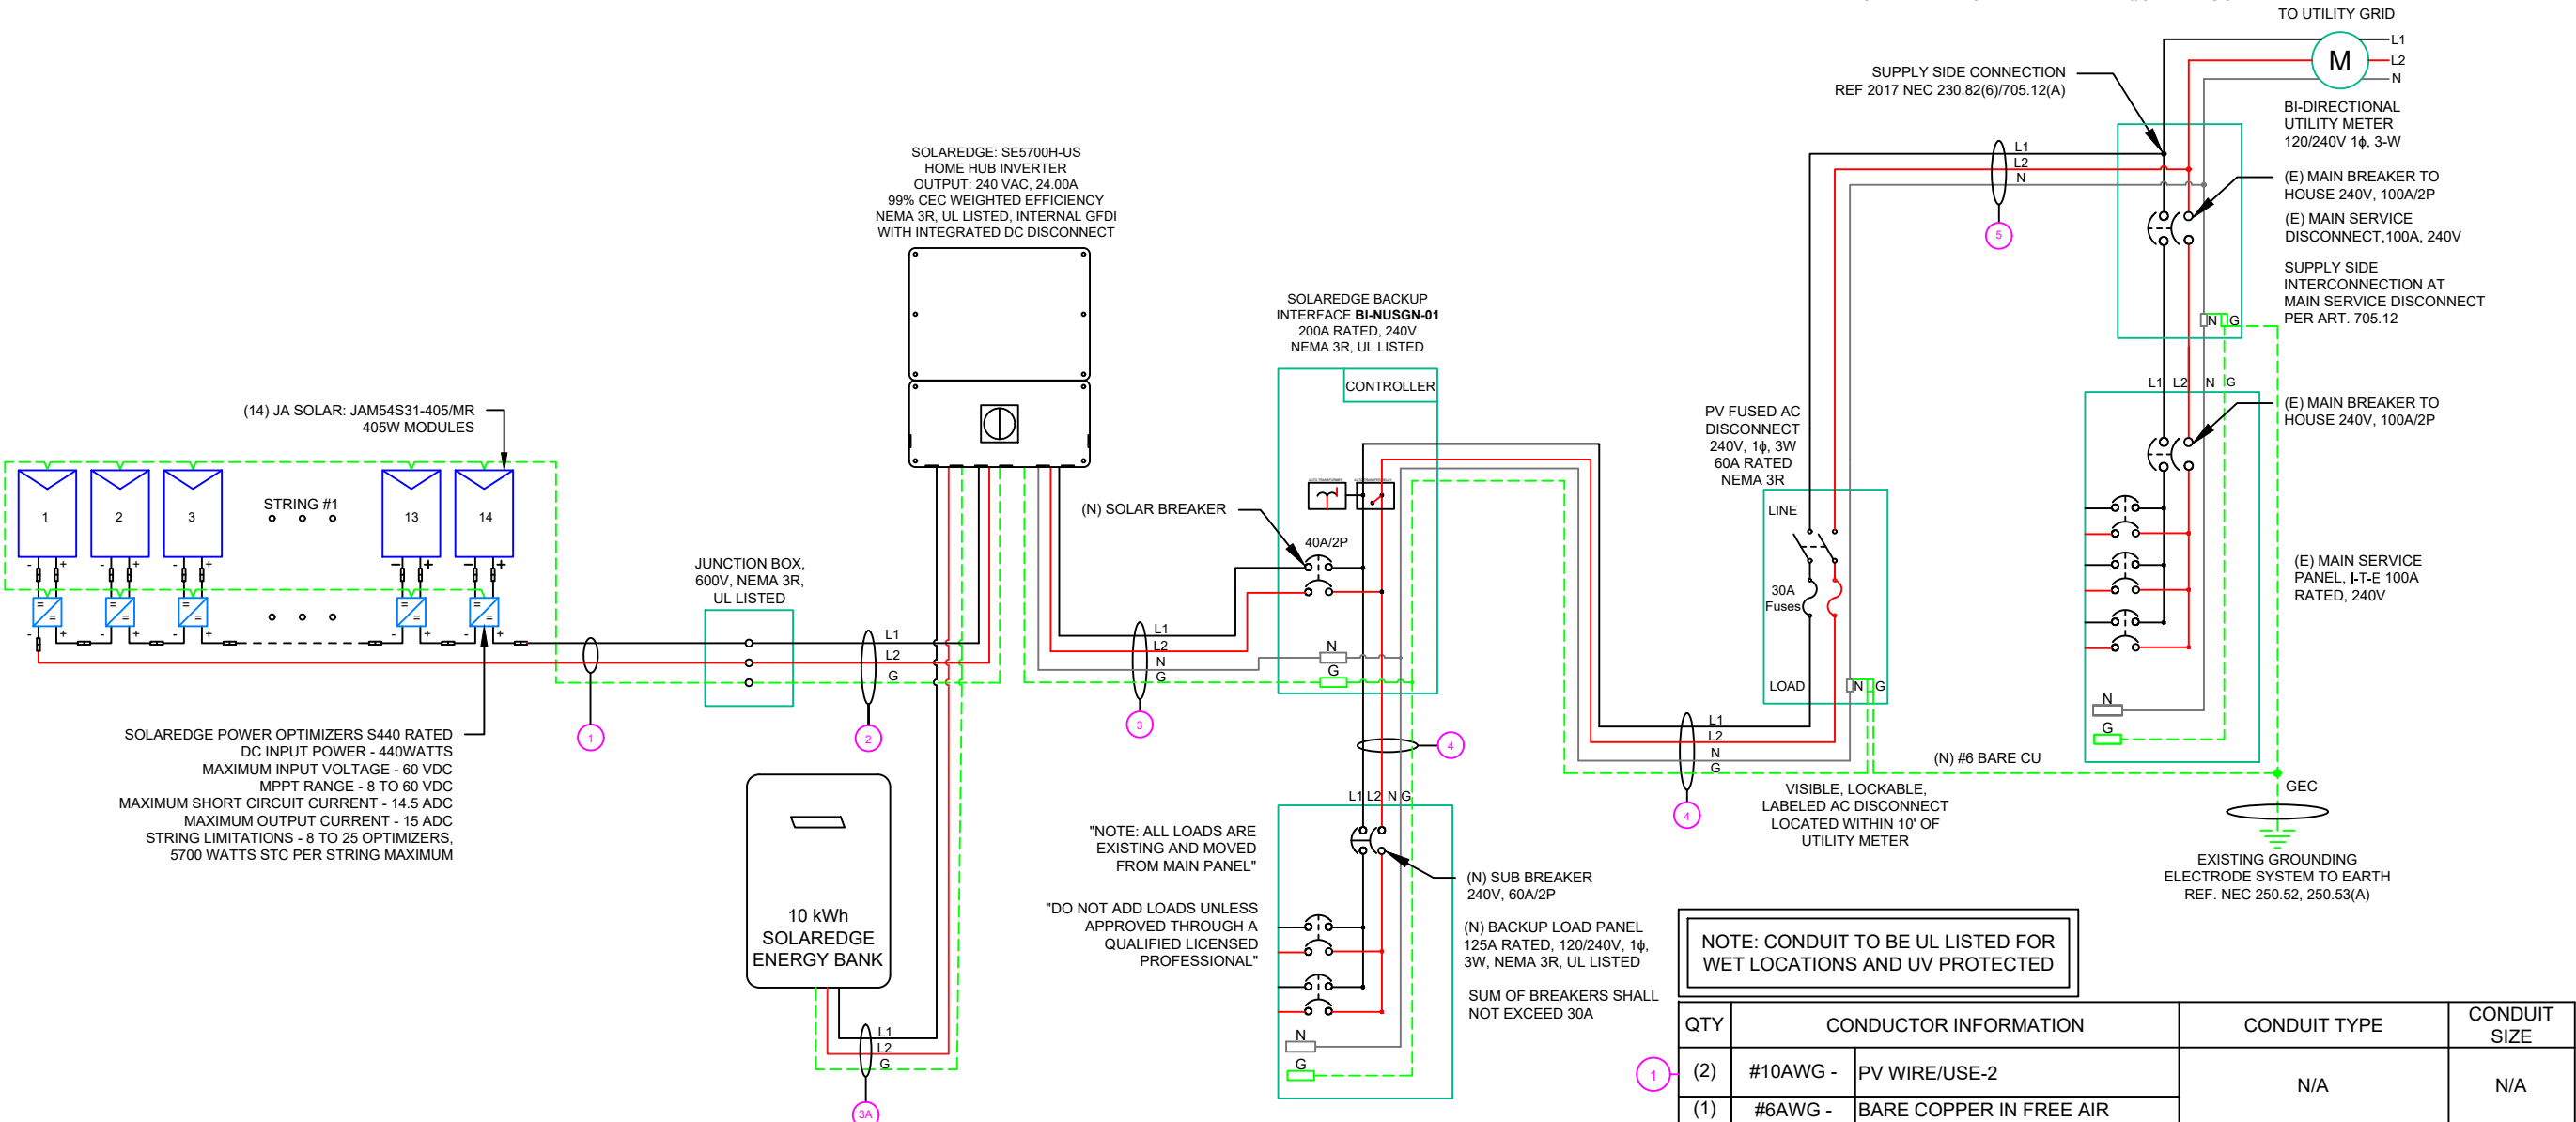 TO UTILITY GRID
L1
L2
N
M
SUPPLY SIDE CONNECTION
REF 2017 NEC 230.82(6)/705.12(A)
BI-DIRECTIONAL
UTILITY METER
120/240V 1ϕ, 3-W
L1
L2
N
5
(E) MAIN BREAKER TO
HOUSE 240V, 100A/2P
(E) MAIN SERVICE
DISCONNECT,100A, 240V
SUPPLY SIDE
INTERCONNECTION AT
MAIN SERVICE DISCONNECT
PER ART. 705.12
N G
L1 L2 N G
(E) MAIN BREAKER TO
HOUSE 240V, 100A/2P
(E) MAIN SERVICE
PANEL, I-T-E 100A
RATED, 240V
N
G
SOLAREDGE: SE5700H-US
HOME HUB INVERTER
OUTPUT: 240 VAC, 24.00A
99% CEC WEIGHTED EFFICIENCY
NEMA 3R, UL LISTED, INTERNAL GFDI
WITH INTEGRATED DC DISCONNECT
SOLAREDGE BACKUP
INTERFACE BI-NUSGN-01
200A RATED, 240V
NEMA 3R, UL LISTED
CONTROLLER
(N) SOLAR BREAKER
40A/2P
N
G
PV FUSED AC
DISCONNECT
240V, 1ϕ, 3W
60A RATED
NEMA 3R
LINE
30A
Fuses
LOAD
N G
(14) JA SOLAR: JAM54S31-405/MR
405W MODULES
1
2
3
STRING #1
13
14
- +
- +
- +
- +
- +
= =
= =
= =
= =
= =
- +
- +
- +
- +
- +
JUNCTION BOX,
600V, NEMA 3R,
UL LISTED
L1
L2
G
1
2
L1
L2
N
G
3
SOLAREDGE POWER OPTIMIZERS S440 RATED
DC INPUT POWER - 440WATTS
MAXIMUM INPUT VOLTAGE - 60 VDC
MPPT RANGE - 8 TO 60 VDC
MAXIMUM SHORT CIRCUIT CURRENT - 14.5 ADC
MAXIMUM OUTPUT CURRENT - 15 ADC
STRING LIMITATIONS - 8 TO 25 OPTIMIZERS,
5700 WATTS STC PER STRING MAXIMUM
10 kWh
SOLAREDGE
ENERGY BANK
L1
L2
G
3A
4
L1 L2 N G
"NOTE: ALL LOADS ARE
EXISTING AND MOVED
FROM MAIN PANEL"
"DO NOT ADD LOADS UNLESS
APPROVED THROUGH A
QUALIFIED LICENSED
PROFESSIONAL"
(N) SUB BREAKER
240V, 60A/2P
(N) BACKUP LOAD PANEL
125A RATED, 120/240V, 1ϕ,
3W, NEMA 3R, UL LISTED
SUM OF BREAKERS SHALL
NOT EXCEED 30A
N
G
L1
L2
N
G
4
VISIBLE, LOCKABLE,
LABELED AC DISCONNECT
LOCATED WITHIN 10' OF
UTILITY METER
(N) #6 BARE CU
GEC
EXISTING GROUNDING
ELECTRODE SYSTEM TO EARTH
REF. NEC 250.52, 250.53(A)
NOTE: CONDUIT TO BE UL LISTED FOR
WET LOCATIONS AND UV PROTECTED
QTY CONDUCTOR INFORMATION CONDUIT TYPE CONDUIT SIZE
1 (2) #10AWG - PV WIRE/USE-2 N/A N/A
(1) #6AWG - BARE COPPER IN FREE AIR